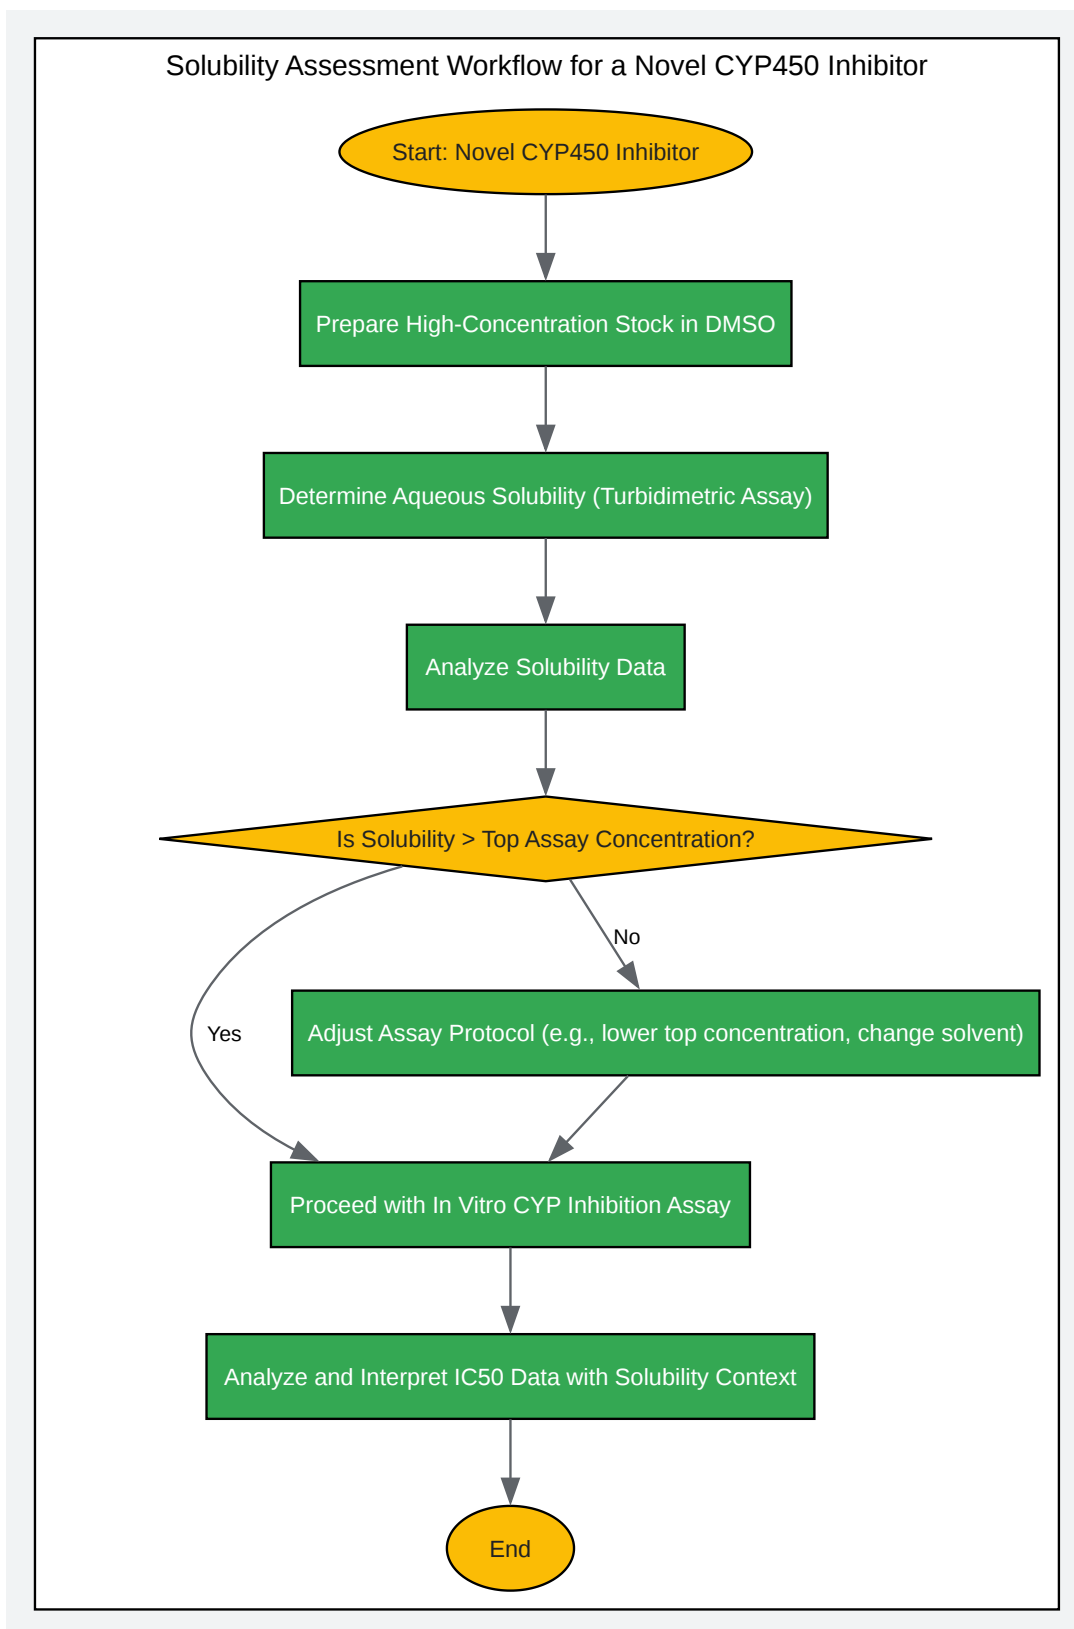 Solubility Assessment Workflow for a Novel CYP450 Inhibitor
Start: Novel CYP450 Inhibitor
Prepare High-Concentration Stock in DMSO
Determine Aqueous Solubility (Turbidimetric Assay)
Analyze Solubility Data
Is Solubility > Top Assay Concentration?
No
Yes
Adjust Assay Protocol (e.g., lower top concentration, change solvent)
Proceed with In Vitro CYP Inhibition Assay
Analyze and Interpret IC50 Data with Solubility Context
End